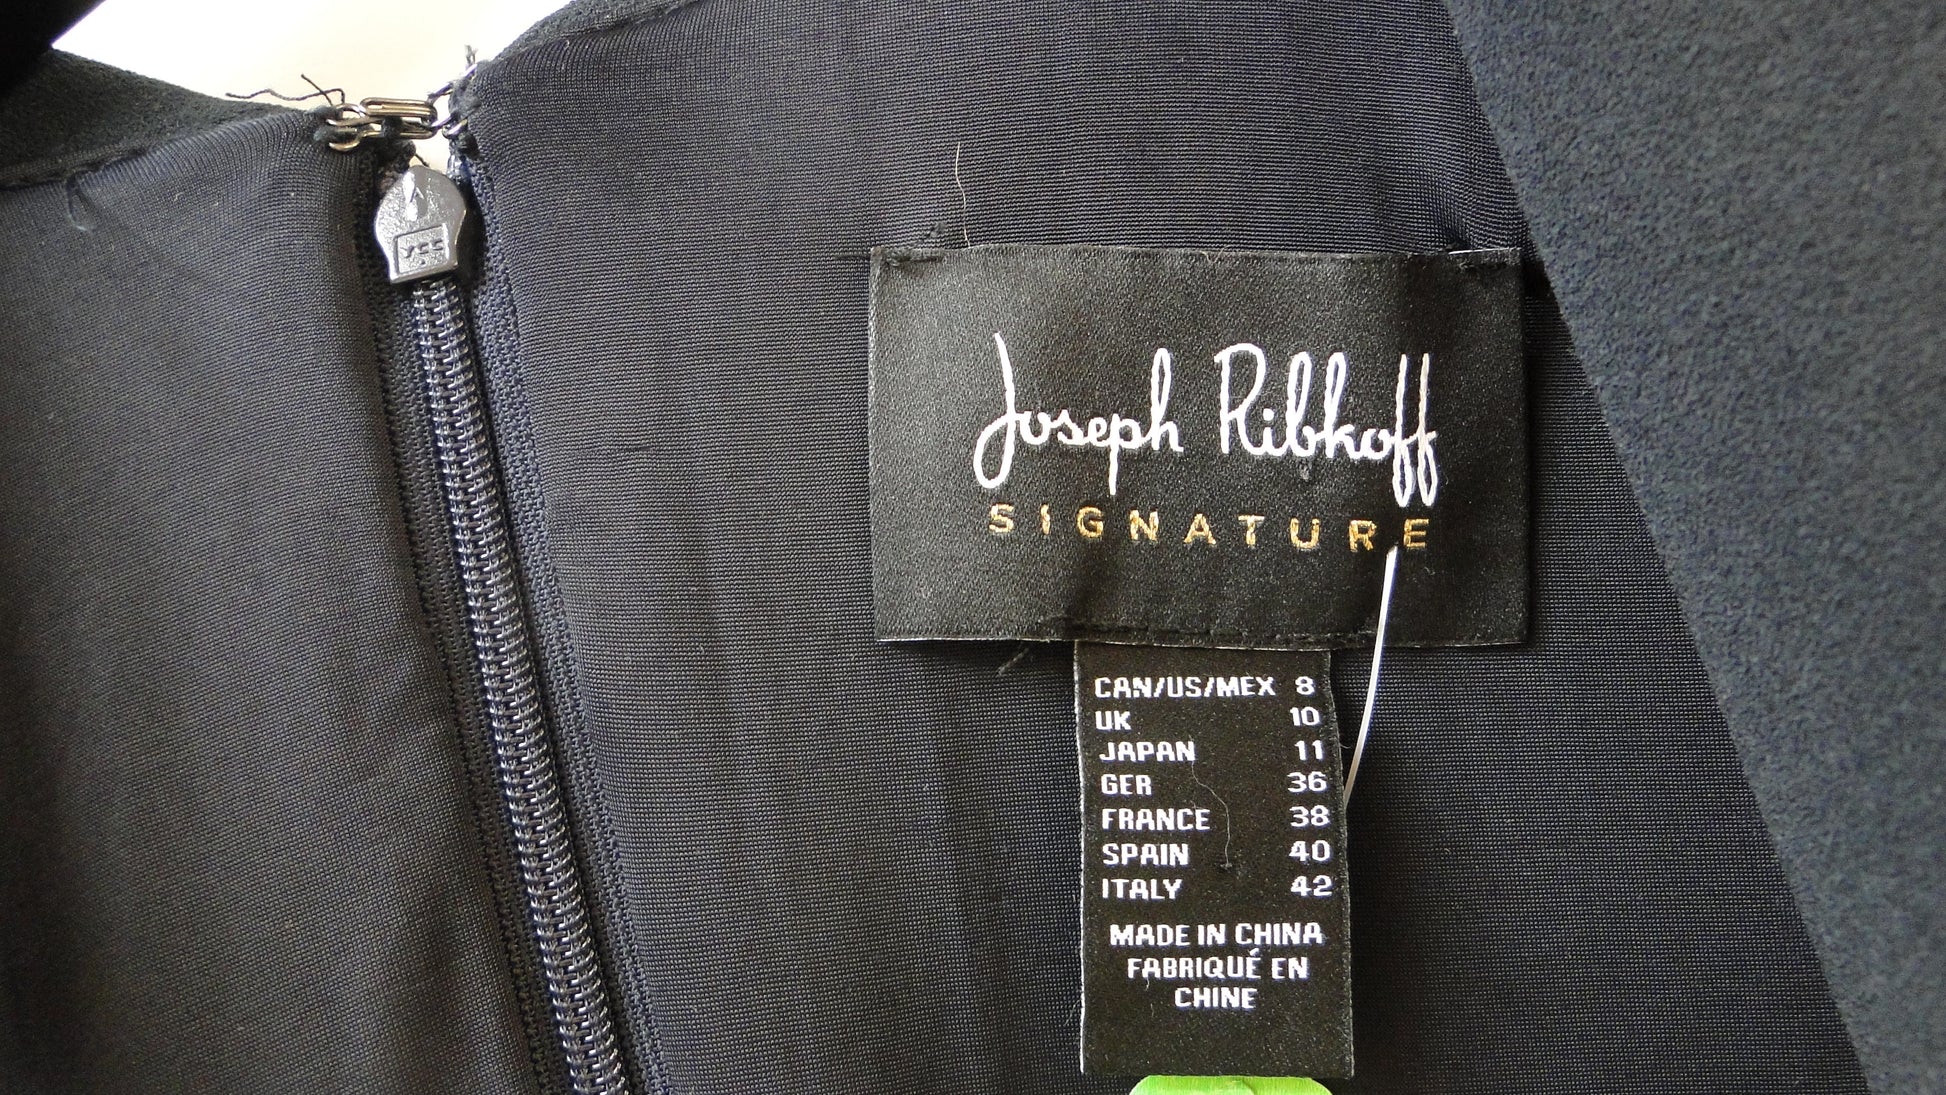 Joseph Ribkoff
SIGNATURE
CAN/US/MEX 8
UK 10
JAPAN 11
GER 36
FRANCE 38
SPAIN 40
ITALY 42
MADE IN CHINA
FABRIQUÉ EN
CHINE